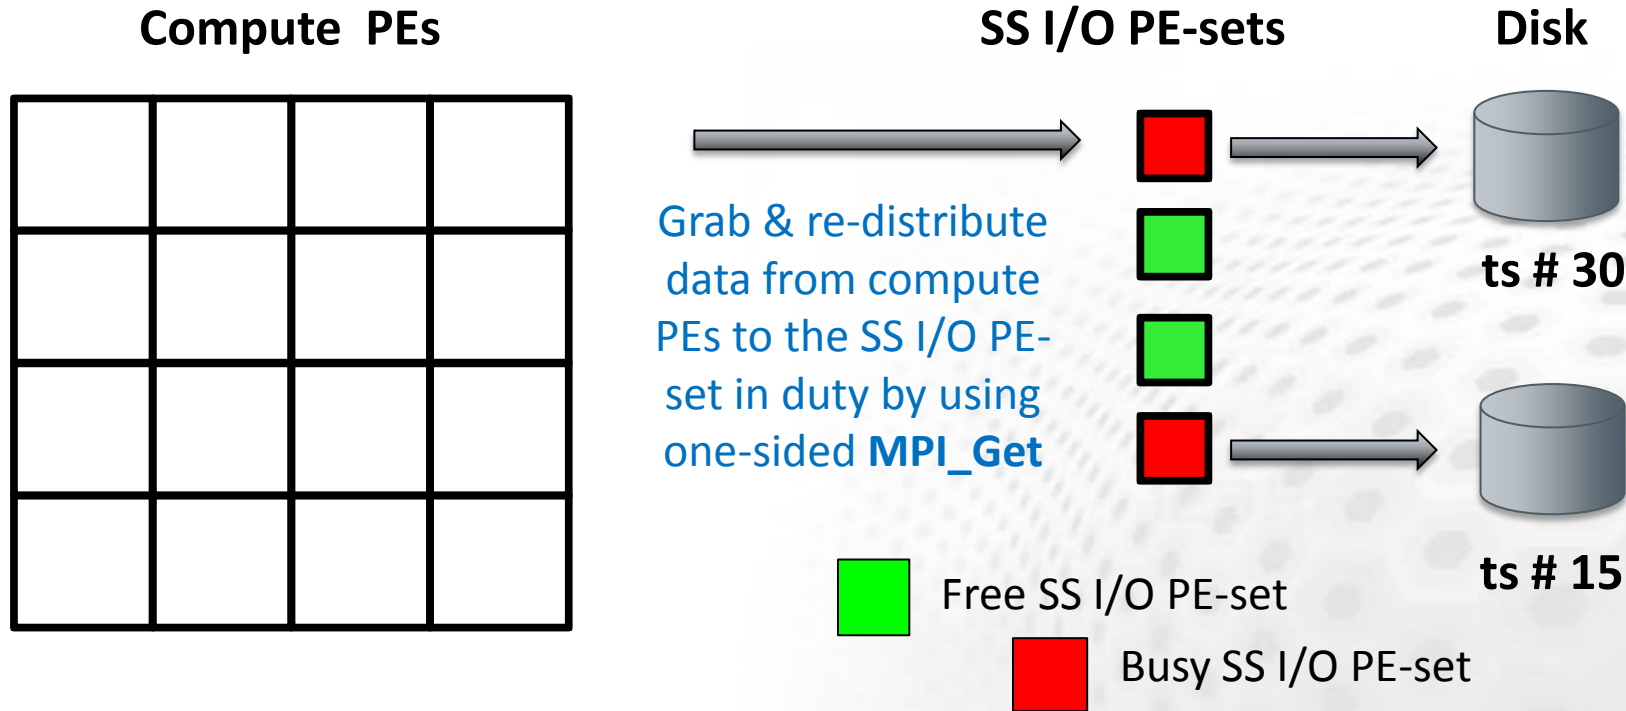 Compute PEs
SS I/O PE-sets
Disk
Grab & re-distribute
data from compute
PEs to the SS I/O PE-
set in duty by using
one-sided MPI_Get
ts # 30
ts # 15
Free SS I/O PE-set
Busy SS I/O PE-set